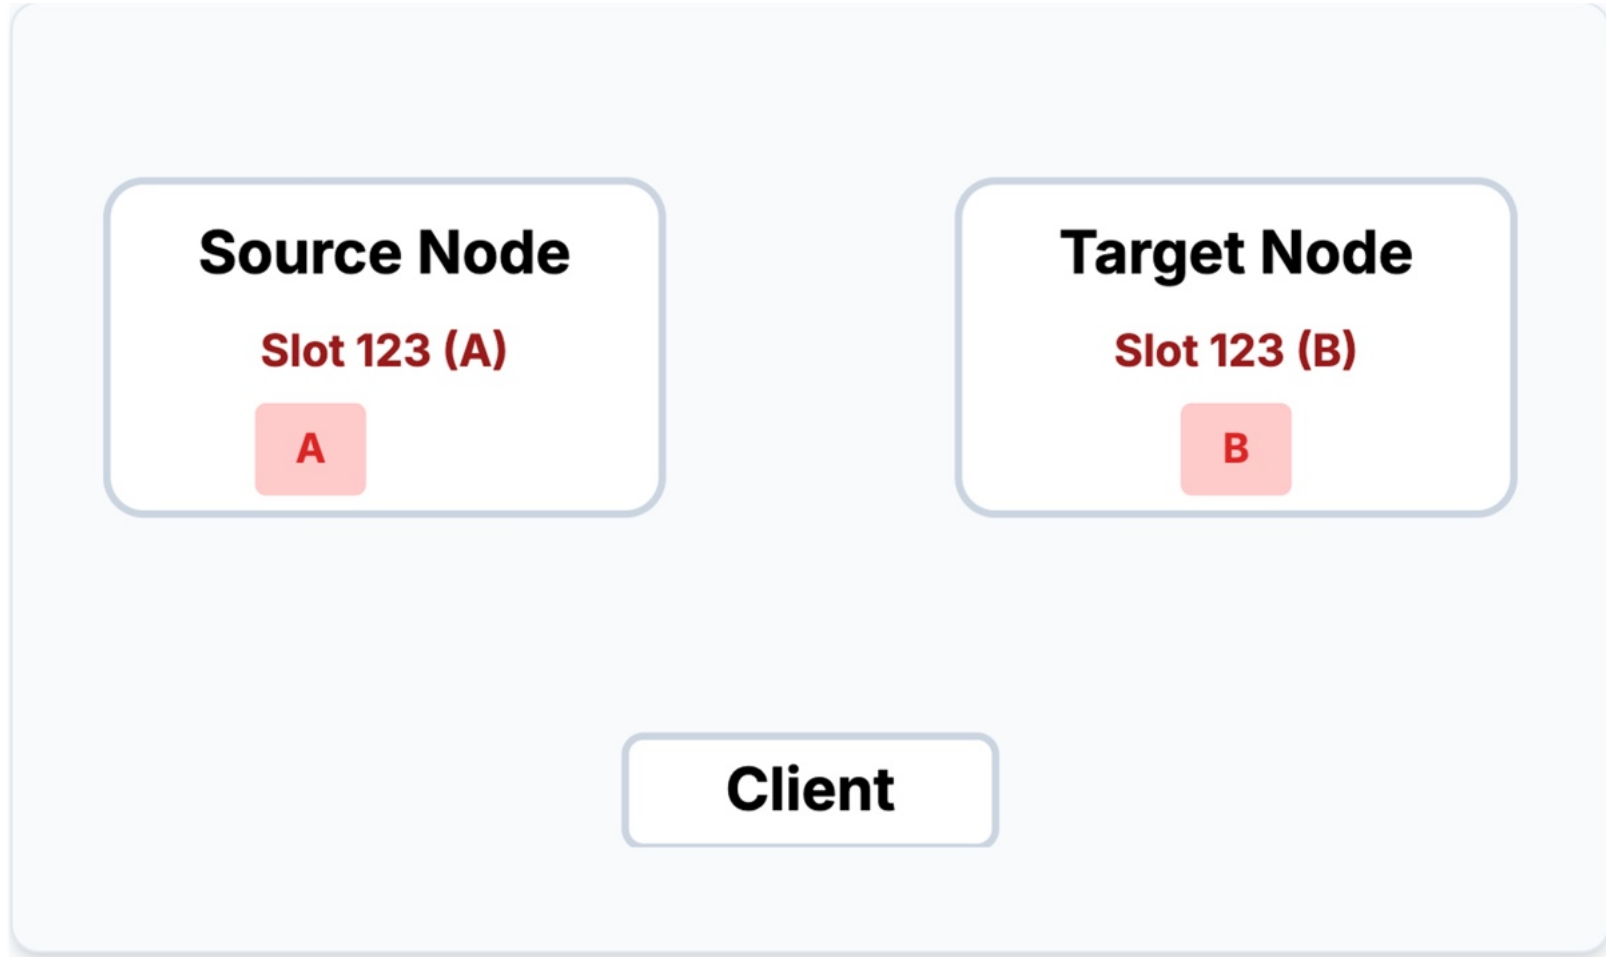 Source Node
Slot 123 (A)
A
Target Node
Slot 123 (B)
B
Client